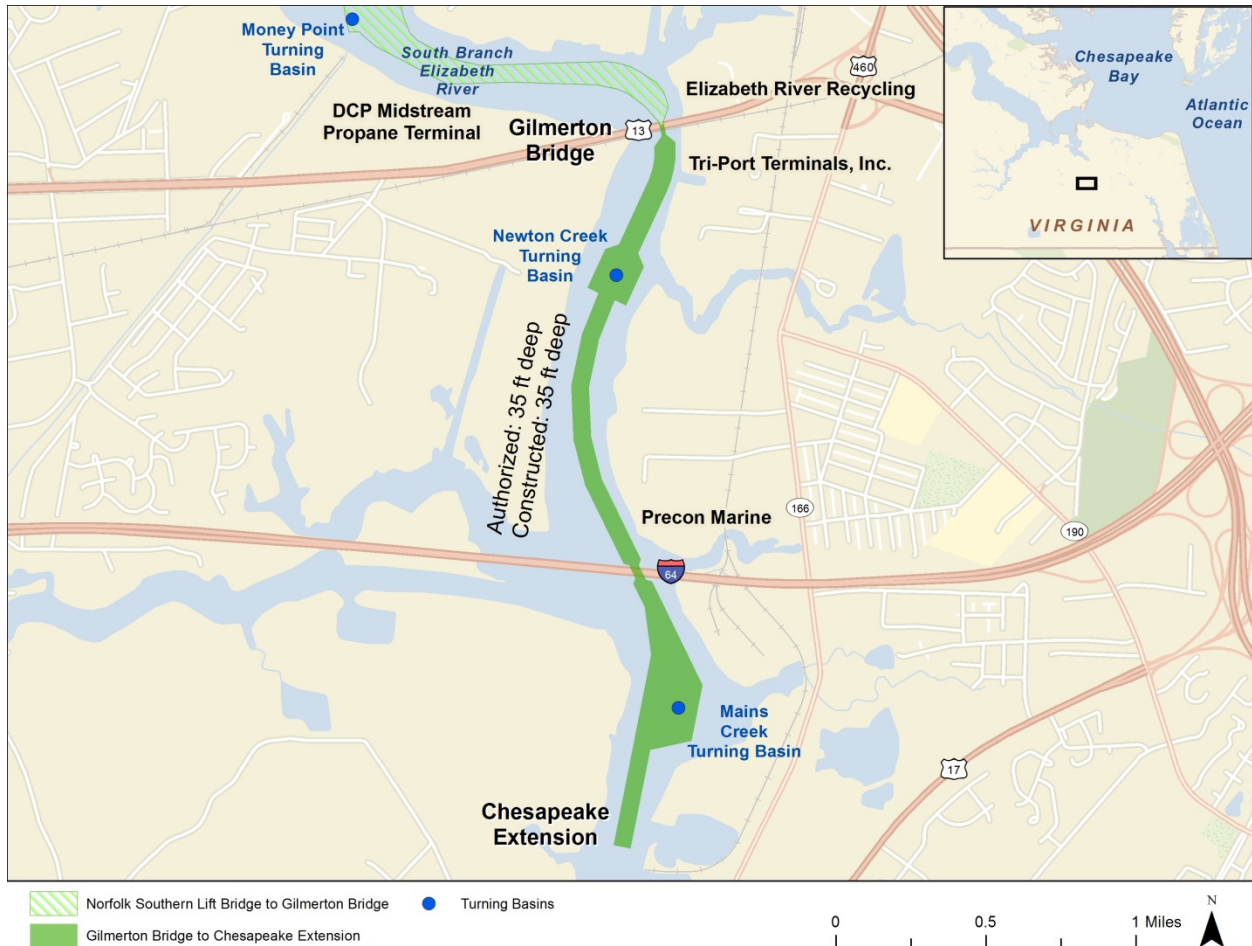 Money Point
Turning
Basin
South Branch
Elizabeth
River
460
Chesapeake
Bay
Atlantic
Ocean
VIRGINIA
DCP Midstream
Propane Terminal
Gilmerton
Bridge
13
Elizabeth River Recycling
Tri-Port Terminals, Inc.
Newton Creek
Turning
Basin
Authorized: 35 ft deep
Constructed: 35 ft deep
Precon Marine
166
190
64
Mains
Creek
Turning Basin
17
Chesapeake
Extension
Norfolk Southern Lift Bridge to Gilmerton Bridge
Turning Basins
Gilmerton Bridge to Chesapeake Extension
0 0.5 1 Miles
N